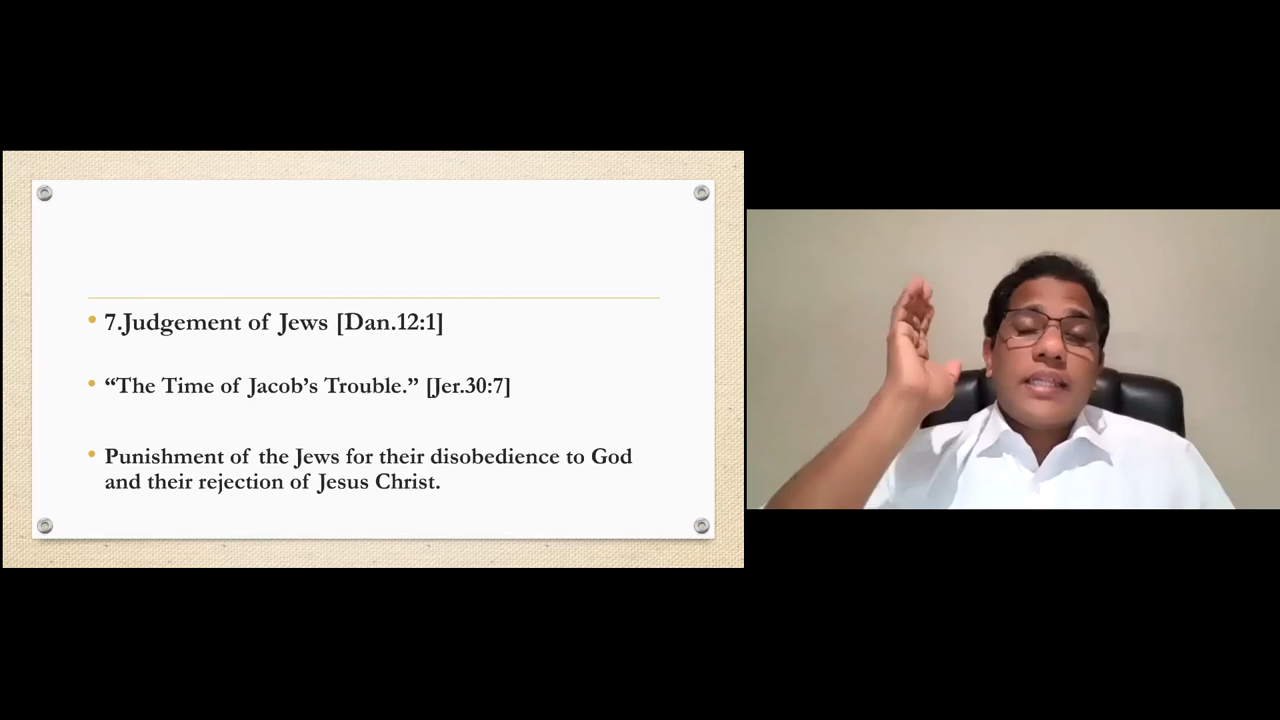 7.Judgement of Jews [Dan.12:1]
“The Time of Jacob’s Trouble.” [Jer.30:7]
Punishment of the Jews for their disobedience to God
and their rejection of Jesus Christ.